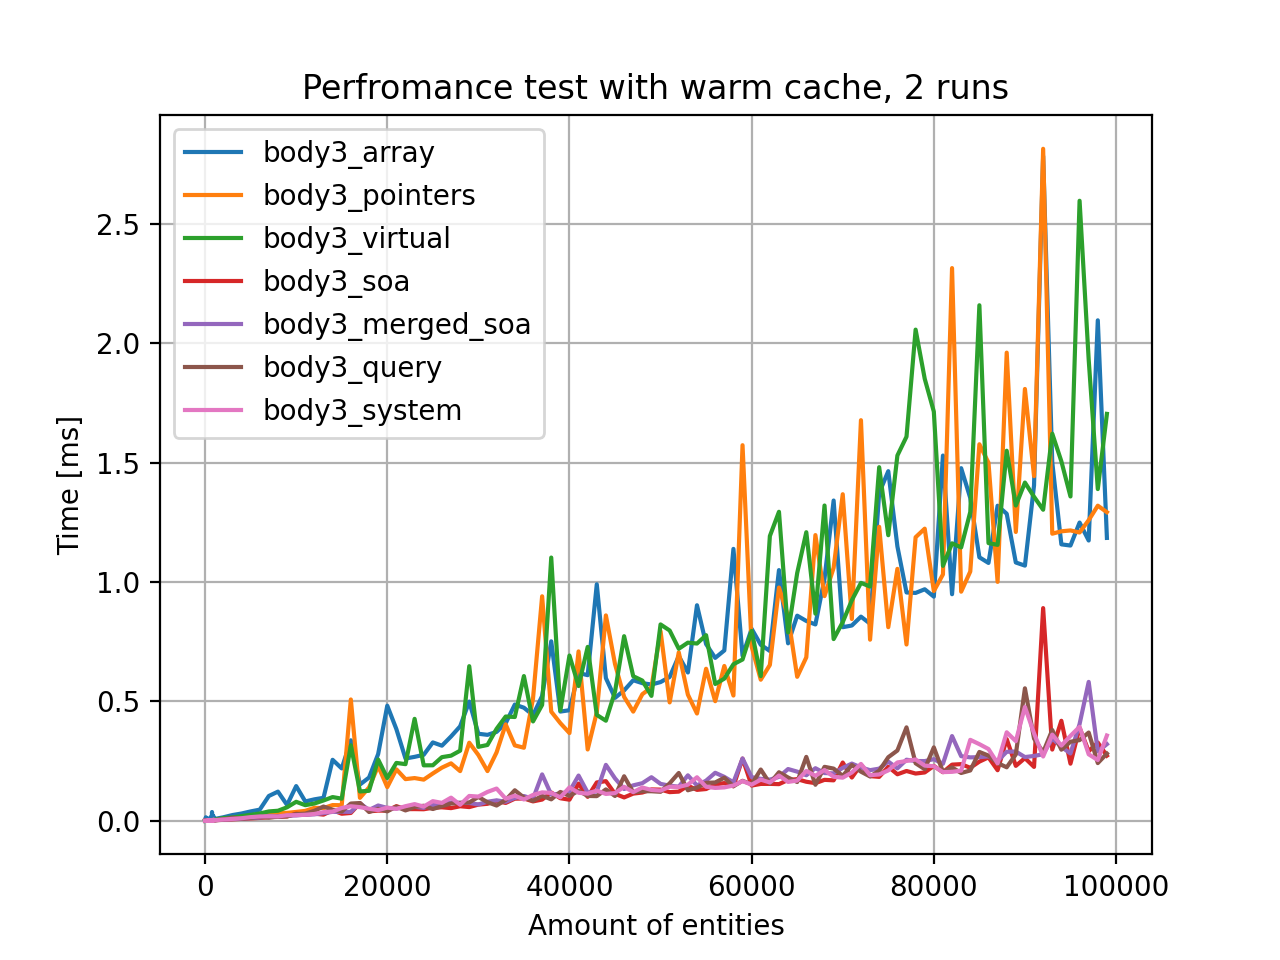 Perfromance test with warm cache, 2 runs
body3_array
body3_pointers
body3_virtual
body3_soa
body3_merged_soa
body3_query
body3_system
2.5
2.0
1.5
1.0
0.5
0.0
Time [ms]
0 20000 40000 60000 80000 100000
Amount of entities